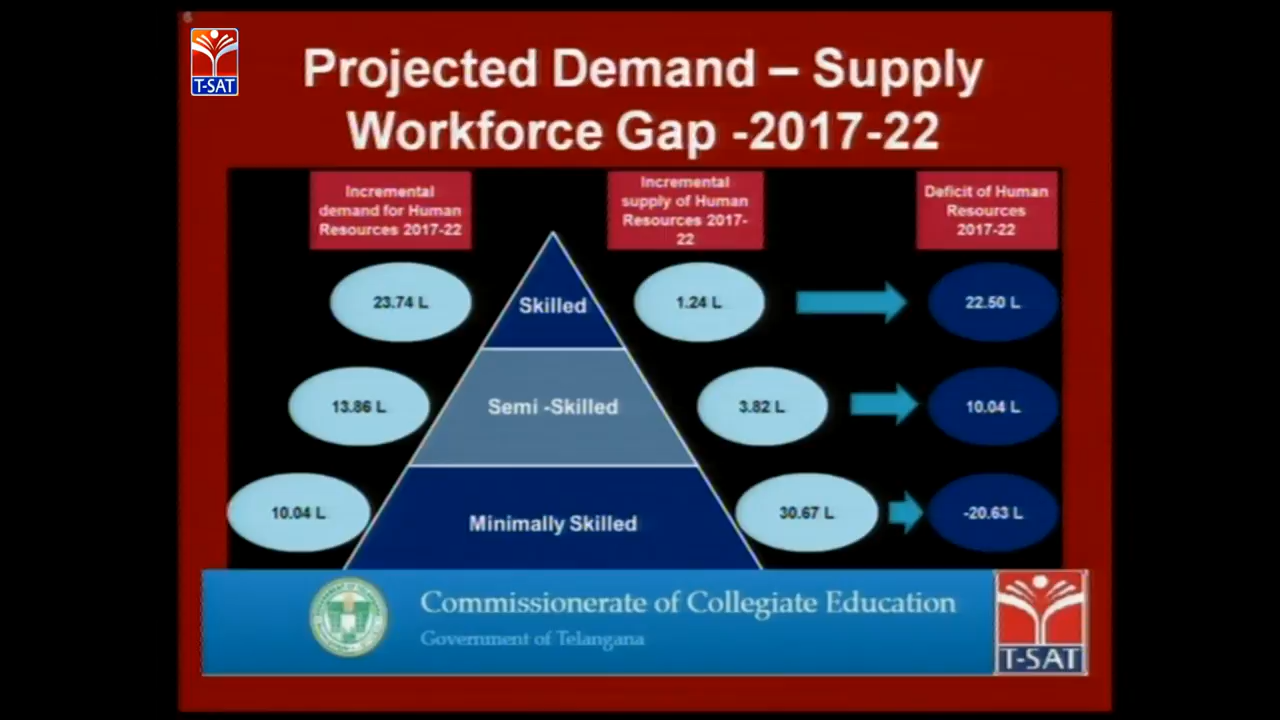 6
T-SAT
Projected Demand – Supply
Workforce Gap -2017-22
Incremental
demand for Human
Resources 2017-22
Incremental
supply of Human
Resources 2017-
22
Deficit of Human
Resources
2017-22
23.74 L
Skilled
1.24 L
22.50 L
13.86 L
Semi -Skilled
3.82 L
10.04 L
10.04 L
Minimally Skilled
30.67 L
-20.63 L
Commissionerate of Collegiate Education
Government of Telangana
T-SAT